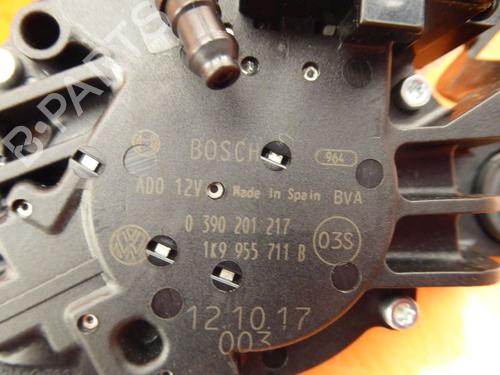 BOSCH
964
ADO 12V Made in Spain BVA
0 390 201 217
1K9 955 711 B
03S
12.10.17
003
B-PARTS